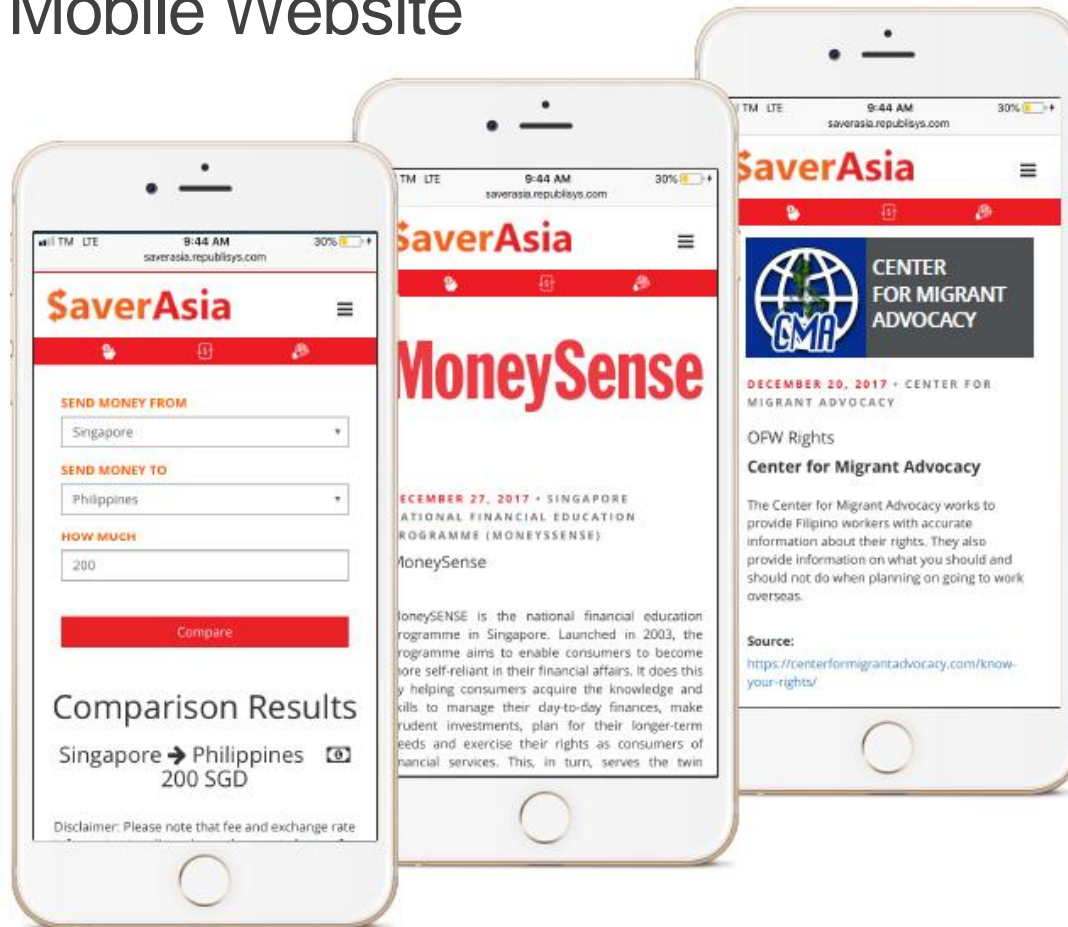 Mobile Website
TM LTE 9:44 AM 30%
saverasia.republisys.com
$averAsia
SEND MONEY FROM
Singapore
SEND MONEY TO
Philippines
HOW MUCH
200
Compare
Comparison Results
Singapore → Philippines
200 SGD
Disclaimer: Please note that fee and exchange rate
TM LTE 9:44 AM 30%
saverasia.republisys.com
$averAsia
MoneySense
ECEMBER 27, 2017 • SINGAPORE
ATIONAL FINANCIAL EDUCATION
ROGRAMME (MONEYSSENSE)
MoneySense
oneySENSE is the national financial education
rogramme in Singapore. Launched in 2003, the
rogramme aims to enable consumers to become
ore self-reliant in their financial affairs. It does this
y helping consumers acquire the knowledge and
kills to manage their day-to-day finances, make
rudent investments, plan for their longer-term
eeds and exercise their rights as consumers of
nancial services. This, in turn, serves the twin
TM LTE 9:44 AM 30%
saverasia.republisys.com
$averAsia
CMA
CENTER
FOR MIGRANT
ADVOCACY
DECEMBER 20, 2017 • CENTER FOR
MIGRANT ADVOCACY
OFW Rights
Center for Migrant Advocacy
The Center for Migrant Advocacy works to
provide Filipino workers with accurate
information about their rights. They also
provide information on what you should and
should not do when planning on going to work
overseas.
Source:
https://centerformigrantadvocacy.com/know-
your-rights/